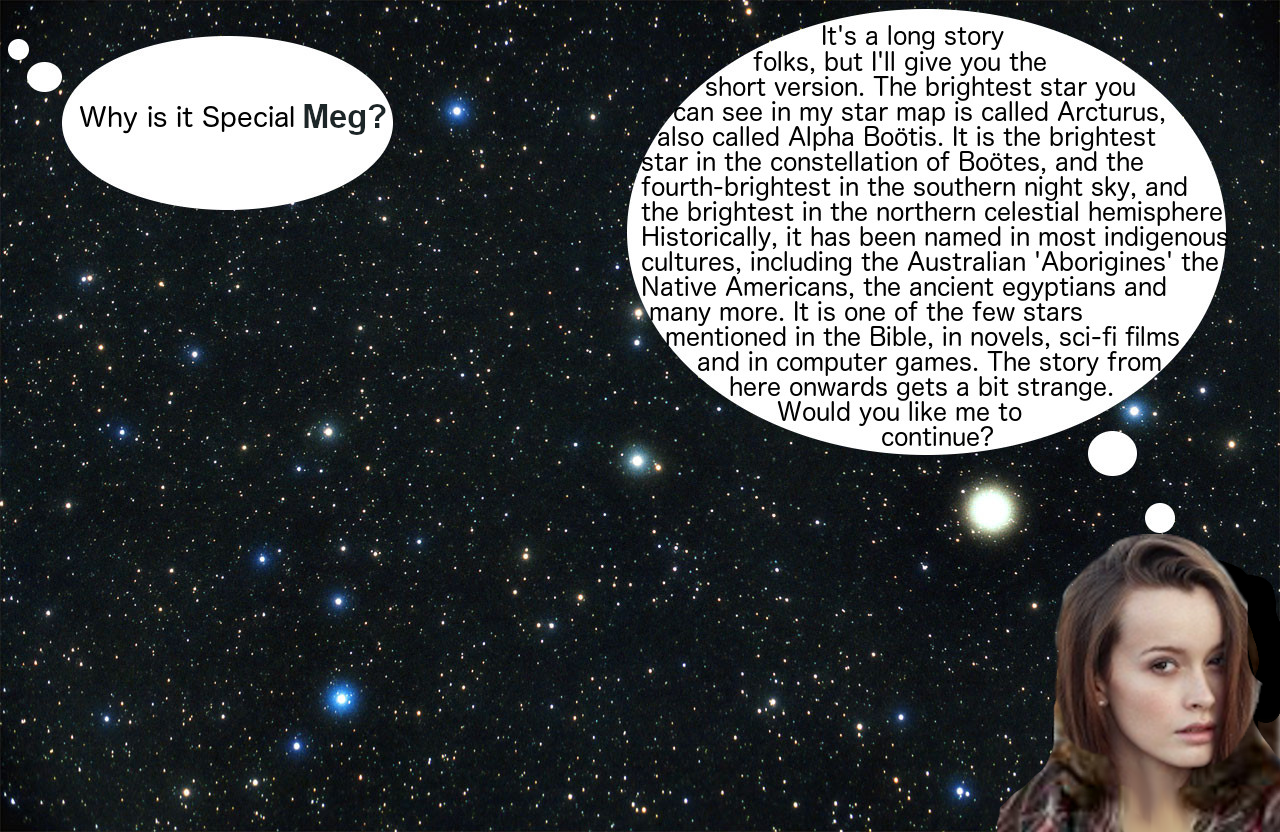 Why is it Special Meg?
It's a long story
folks, but I'll give you the
short version. The brightest star you
can see in my star map is called Arcturus,
also called Alpha Boötis. It is the brightest
star in the constellation of Boötes, and the
fourth-brightest in the southern night sky, and
the brightest in the northern celestial hemisphere
Historically, it has been named in most indigenous
cultures, including the Australian 'Aborigines' the
Native Americans, the ancient egyptians and
many more. It is one of the few stars
mentioned in the Bible, in novels, sci-fi films
and in computer games. The story from
here onwards gets a bit strange.
Would you like me to
continue?